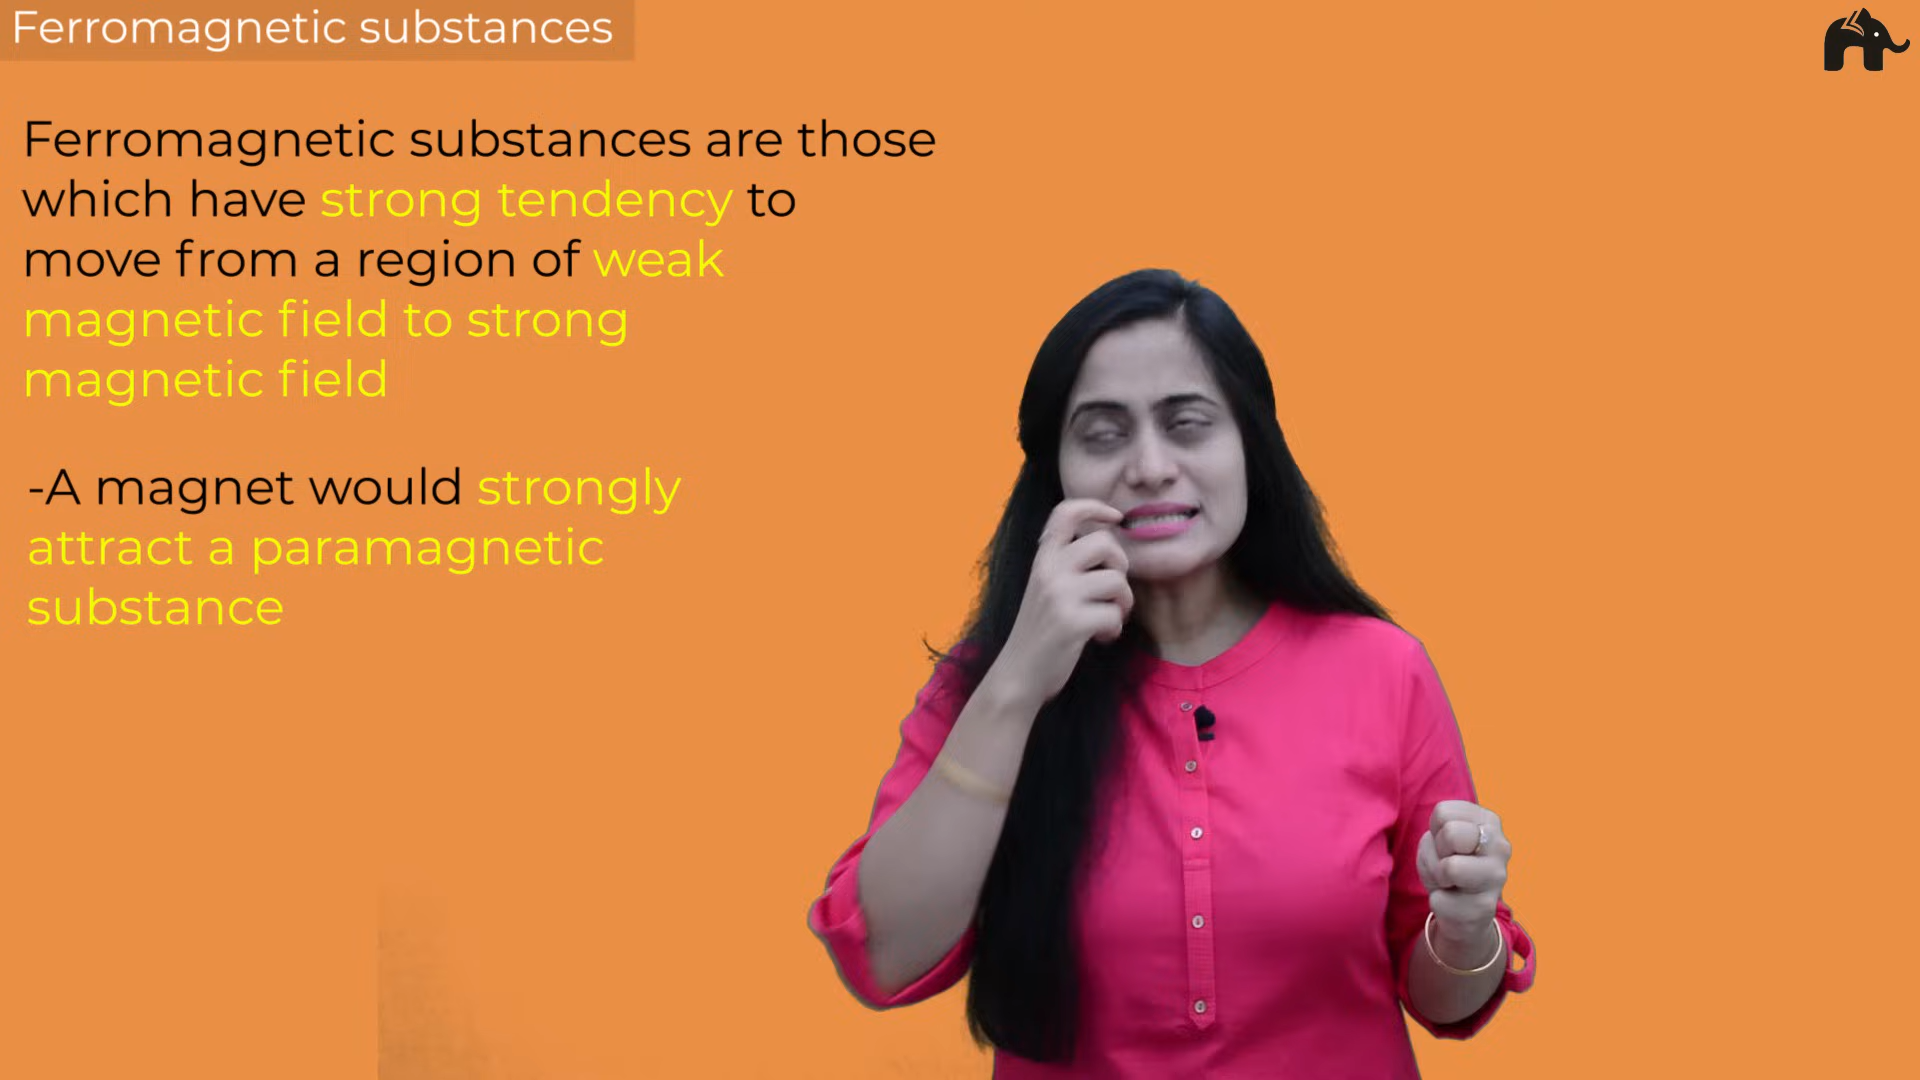 Ferromagnetic substances
Ferromagnetic substances are those
which have strong tendency to
move from a region of weak
magnetic field to strong
magnetic field
-A magnet would strongly
attract a paramagnetic
substance